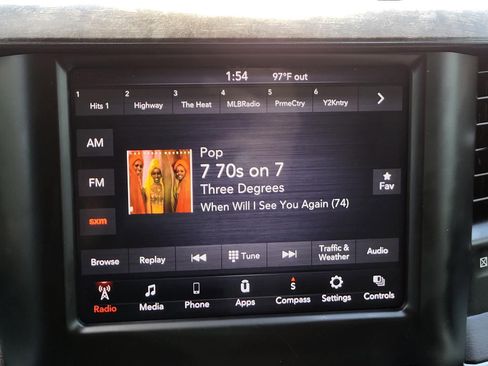 1:54 97°F out
1 Hits 1 2 Highway 3 The Heat 4 MLBRadio 5 PrmeCtry 6 Y2Kntry
AM
Pop
7 70s on 7
Three Degrees
When Will I See You Again (74)
FM
Fav
sxm
Browse Replay Tune Traffic & Weather Audio
S
Radio Media Phone Apps Compass Settings Controls